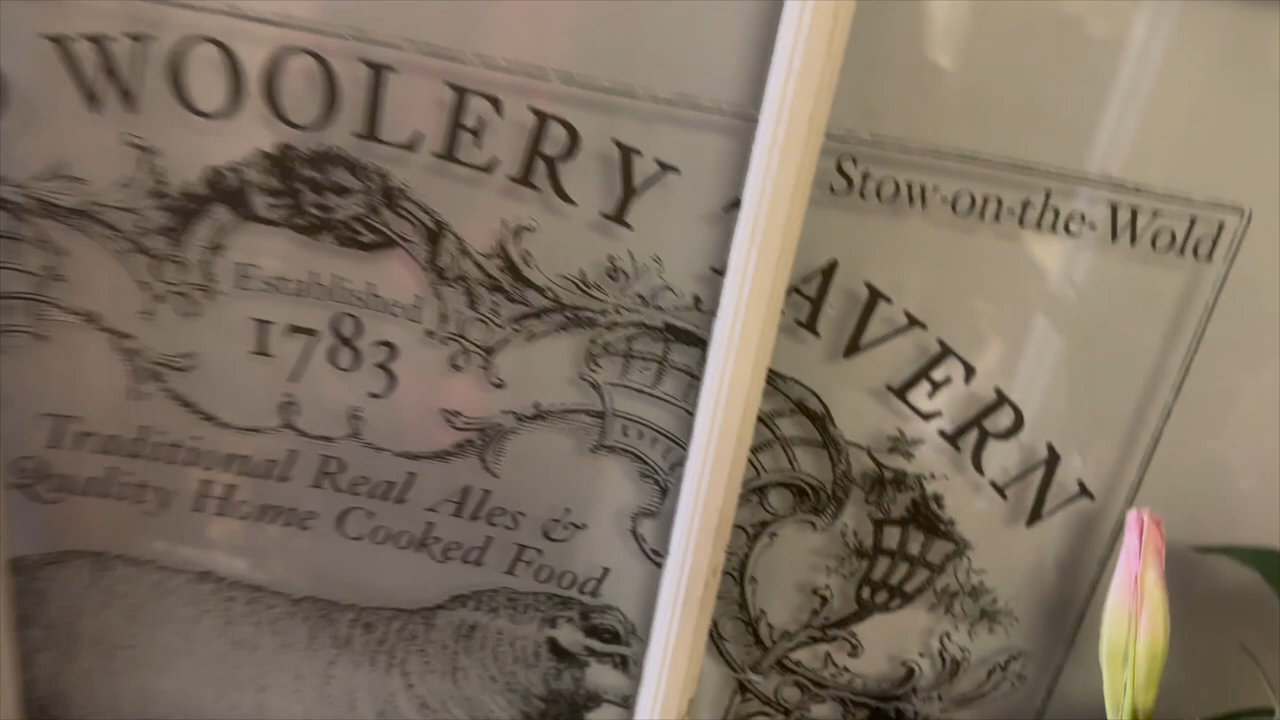 WOOLERY TAVERN
Stow-on-the-Wold
Established
1783
Traditional Real Ales &
Quality Home Cooked Food